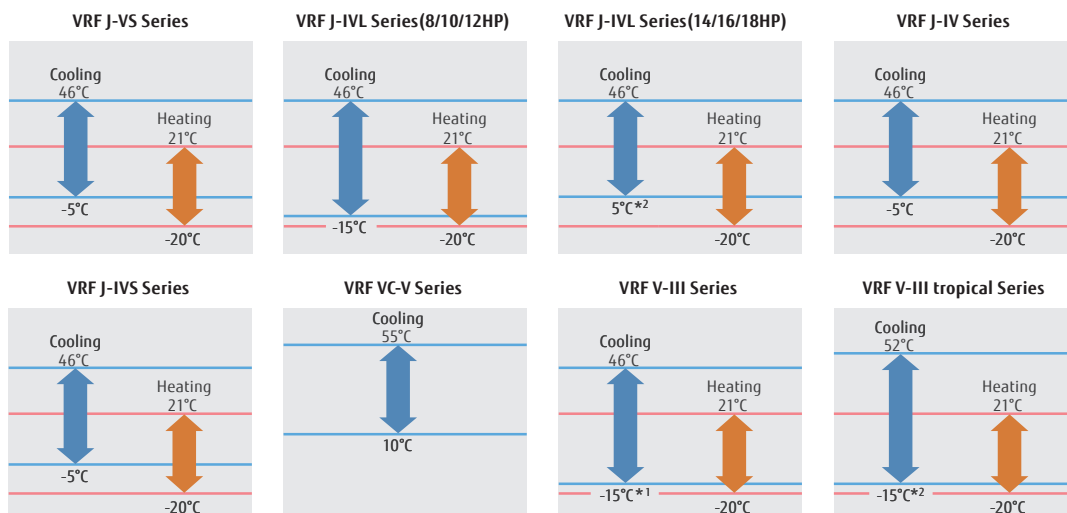 VRF J-VS Series
Cooling
46°C
Heating
21°C
-5°C
-20°C
VRF J-IVL Series(8/10/12HP)
Cooling
46°C
Heating
21°C
-15°C
-20°C
VRF J-IVL Series(14/16/18HP)
Cooling
46°C
Heating
21°C
5°C*2
-20°C
VRF J-IV Series
Cooling
46°C
Heating
21°C
-5°C
-20°C
VRF J-IVS Series
Cooling
46°C
Heating
21°C
-5°C
-20°C
VRF VC-V Series
Cooling
55°C
10°C
VRF V-III Series
Cooling
46°C
Heating
21°C
-15°C*1
-20°C
VRF V-III tropical Series
Cooling
52°C
Heating
21°C
-15°C*2
-20°C